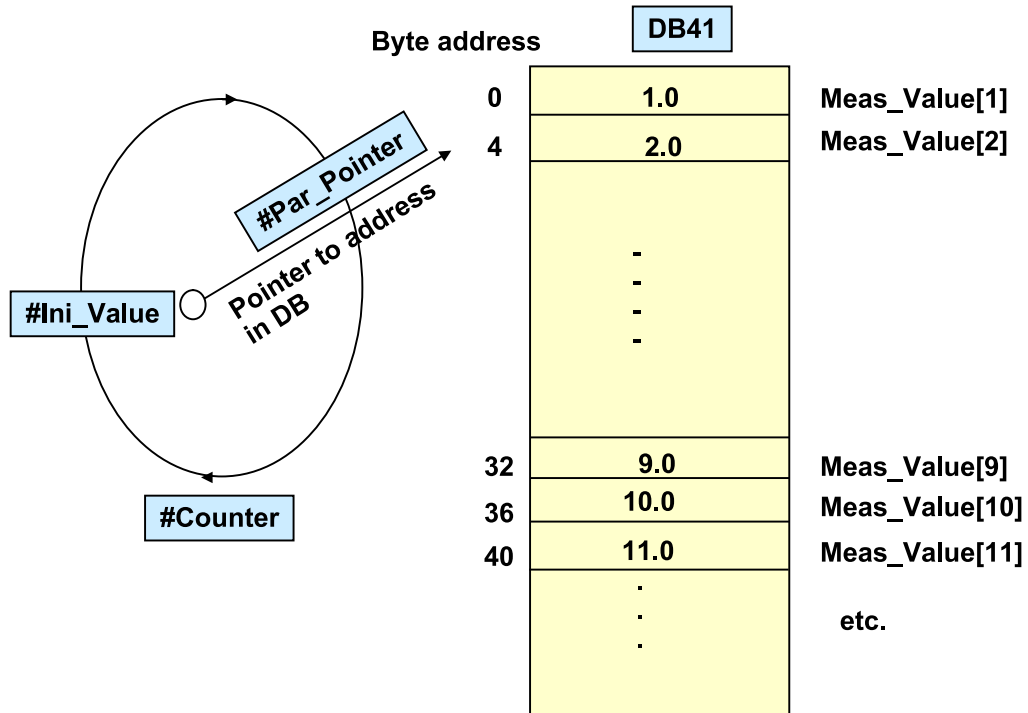 DB41
Byte address
0 1.0 Meas_Value[1]
4 2.0 Meas_Value[2]
#Par_Pointer
Pointer to address
in DB
#Ini_Value
-
-
-
-
32 9.0 Meas_Value[9]
36 10.0 Meas_Value[10]
#Counter
40 11.0 Meas_Value[11]
.
.
.
etc.